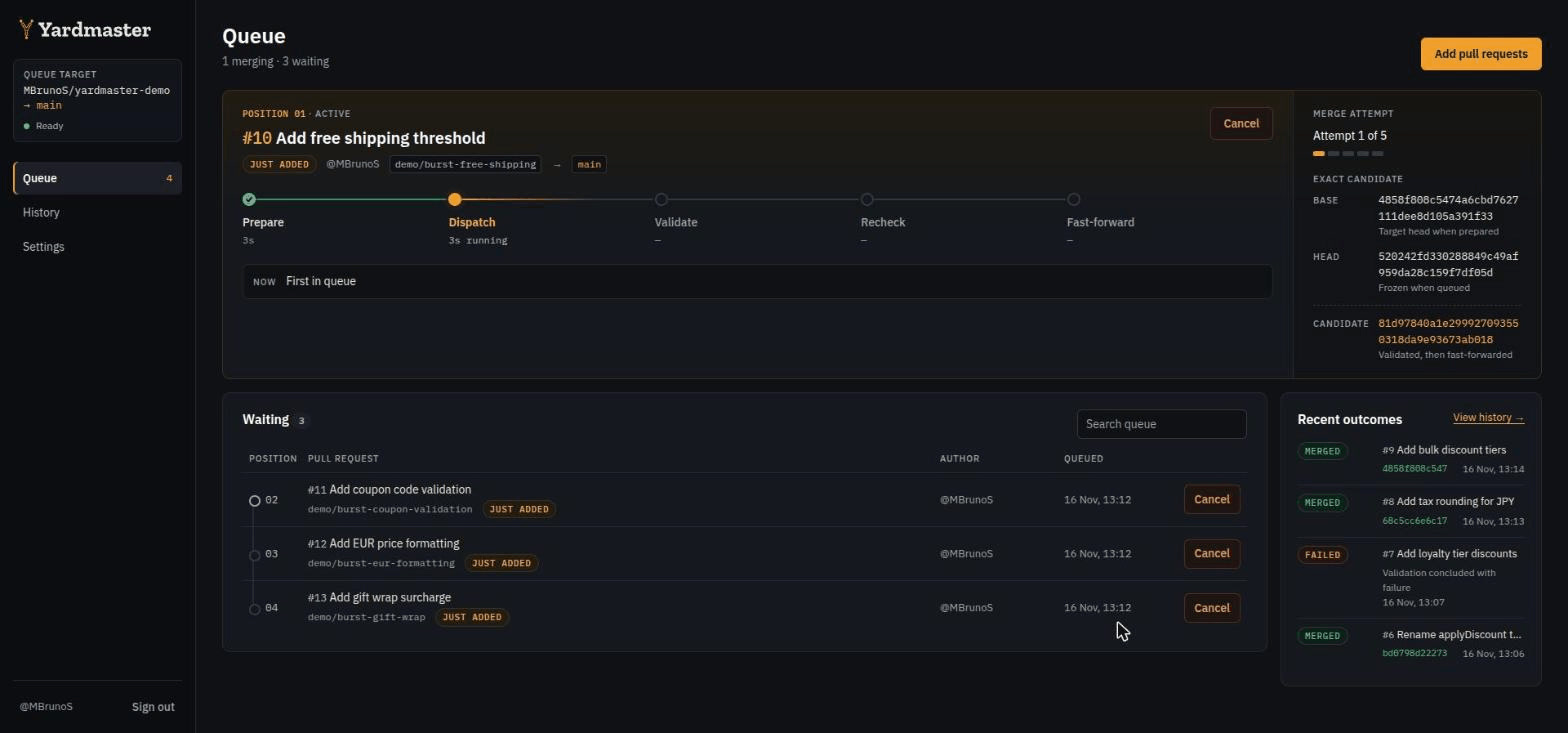 Yardmaster
QUEUE TARGET
MBrunoS/yardmaster-demo
→ main
Ready
Queue 4
History
Settings
@MBrunoS Sign out
Queue
1 merging · 3 waiting
Add pull requests
POSITION 01 · ACTIVE
#10 Add free shipping threshold
Cancel
JUST ADDED @MBrunoS demo/burst-free-shipping → main
Prepare Dispatch Validate Recheck Fast-forward
3s 3s running – – –
NOW First in queue
MERGE ATTEMPT
Attempt 1 of 5
EXACT CANDIDATE
BASE 4858f808c5474a6cbd7627
111dee8d105a391f33
Target head when prepared
HEAD 520242fd330288849c49af
959da28c159f7df05d
Frozen when queued
CANDIDATE 81d97840a1e29992709355
0318da9e93673ab018
Validated, then fast-forwarded
Waiting 3
Search queue
POSITION PULL REQUEST AUTHOR QUEUED
02 #11 Add coupon code validation @MBrunoS 16 Nov, 13:12 Cancel
demo/burst-coupon-validation JUST ADDED
03 #12 Add EUR price formatting @MBrunoS 16 Nov, 13:12 Cancel
demo/burst-eur-formatting JUST ADDED
04 #13 Add gift wrap surcharge @MBrunoS 16 Nov, 13:12 Cancel
demo/burst-gift-wrap JUST ADDED
Recent outcomes View history →
MERGED #9 Add bulk discount tiers
4858f808c547 16 Nov, 13:14
MERGED #8 Add tax rounding for JPY
68c5cc6e6c17 16 Nov, 13:13
FAILED #7 Add loyalty tier discounts
Validation concluded with
failure
16 Nov, 13:07
MERGED #6 Rename applyDiscount t…
bd0798d22273 16 Nov, 13:06